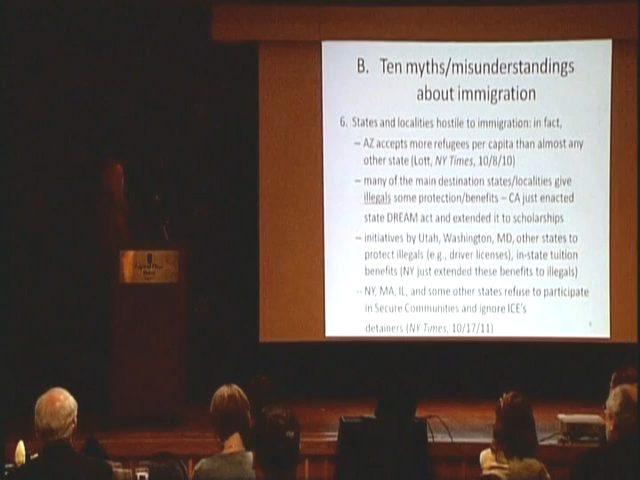 B. Ten myths/misunderstandings
about immigration
6. States and localities hostile to immigration: in fact,
– AZ accepts more refugees per capita than almost any
other state (Lott, NY Times, 10/8/10)
– many of the main destination states/localities give
illegals some protection/benefits – CA just enacted
state DREAM act and extended it to scholarships
– initiatives by Utah, Washington, MD, other states to
protect illegals (e.g., driver licenses), in-state tuition
benefits (NY just extended these benefits to illegals)
-- NY, MA, IL, and some other states refuse to participate
in Secure Communities and ignore ICE's
detainers (NY Times, 10/17/11)